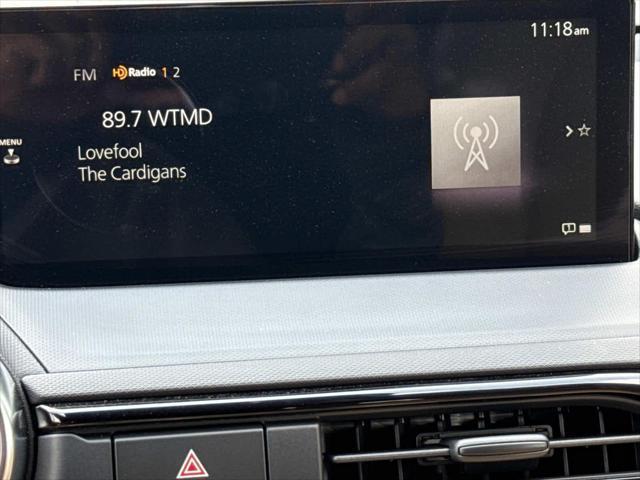 11:18am
FM HD Radio 1 2
89.7 WTMD
MENU
Lovefool
The Cardigans